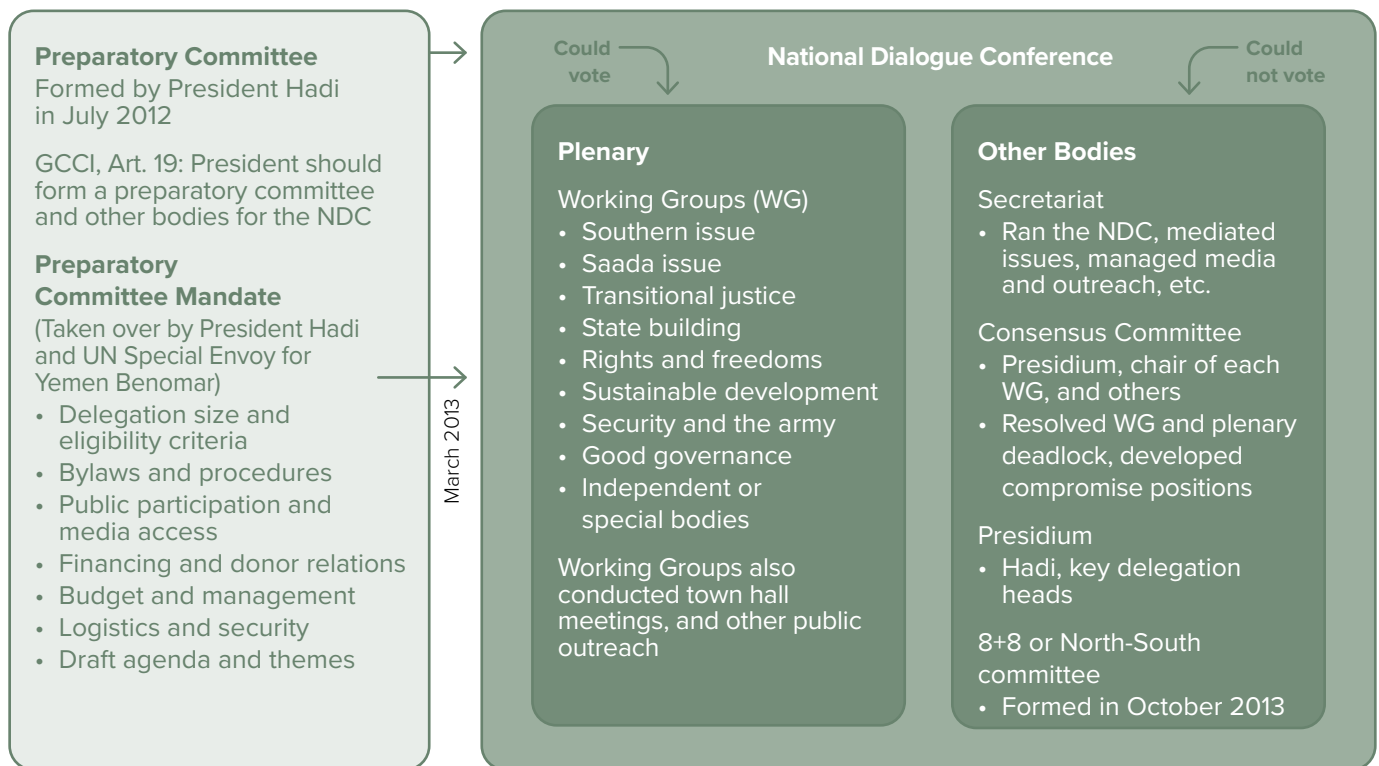 Preparatory Committee
Formed by President Hadi
in July 2012
GCCI, Art. 19: President should
form a preparatory committee
and other bodies for the NDC
Preparatory
Committee Mandate
(Taken over by President Hadi
and UN Special Envoy for
Yemen Benomar)
• Delegation size and
eligibility criteria
• Bylaws and procedures
• Public participation and
media access
• Financing and donor relations
• Budget and management
• Logistics and security
• Draft agenda and themes
March 2013
National Dialogue Conference
Could
vote
Could
not vote
Plenary
Working Groups (WG)
• Southern issue
• Saada issue
• Transitional justice
• State building
• Rights and freedoms
• Sustainable development
• Security and the army
• Good governance
• Independent or
special bodies
Working Groups also
conducted town hall
meetings, and other public
outreach
Other Bodies
Secretariat
• Ran the NDC, mediated
issues, managed media
and outreach, etc.
Consensus Committee
• Presidium, chair of each
WG, and others
• Resolved WG and plenary
deadlock, developed
compromise positions
Presidium
• Hadi, key delegation
heads
8+8 or North-South
committee
• Formed in October 2013